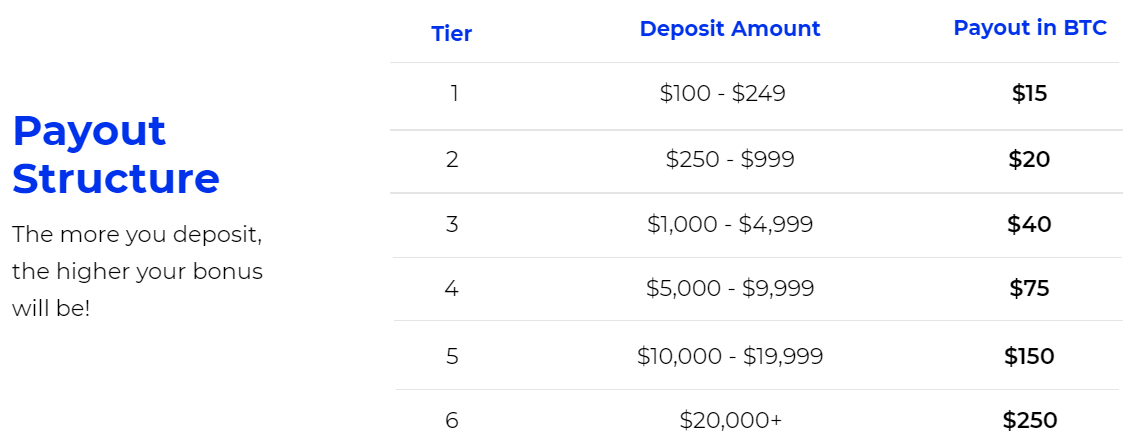 Payout
Structure
The more you deposit,
the higher your bonus
will be!
Tier Deposit Amount Payout in BTC
1 $100 - $249 $15
2 $250 - $999 $20
3 $1,000 - $4,999 $40
4 $5,000 - $9,999 $75
5 $10,000 - $19,999 $150
6 $20,000+ $250